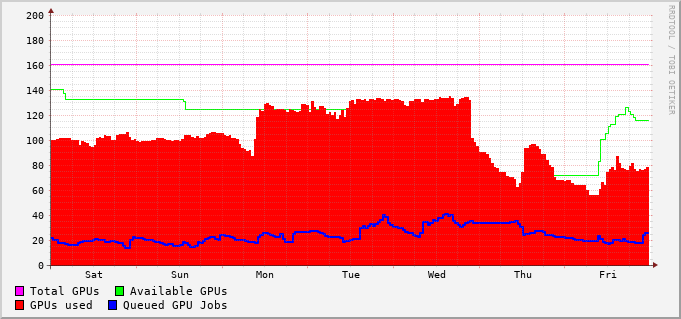 RRDTOOL / TOBI OETIKER
200
180
160
140
120
100
80
60
40
20
0
Sat Sun Mon Tue Wed Thu Fri
Total GPUs Available GPUs
GPUs used Queued GPU Jobs